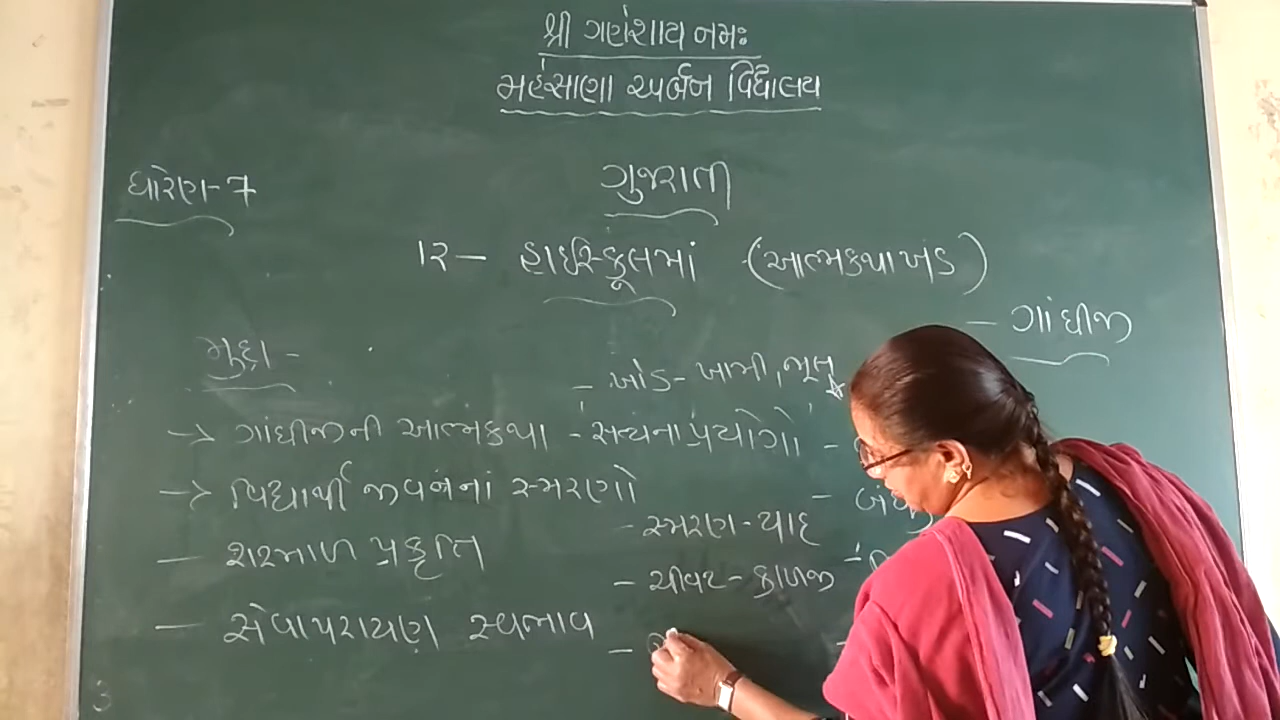 શ્રી ગણેશાય નમઃ
મહેસાણા અર્બન વિદ્યાલય
ધોરણ-7
ગુજરાતી
૧૨ - હાઇસ્કૂલમાં (આત્મકથા ખંડ)
- ગાંધીજી
મુદ્દા -
- ખોડ - ખામી, ભૂલ
→ ગાંધીજીની આત્મકથા - 'સત્યના પ્રયોગો' -
→ વિદ્યાર્થી જીવનનાં સ્મરણો
- સ્મરણ - યાદ
- શરમાળ પ્રકૃતિ
- ચીવટ - કાળજી
- સેવાપરાયણ સ્વભાવ